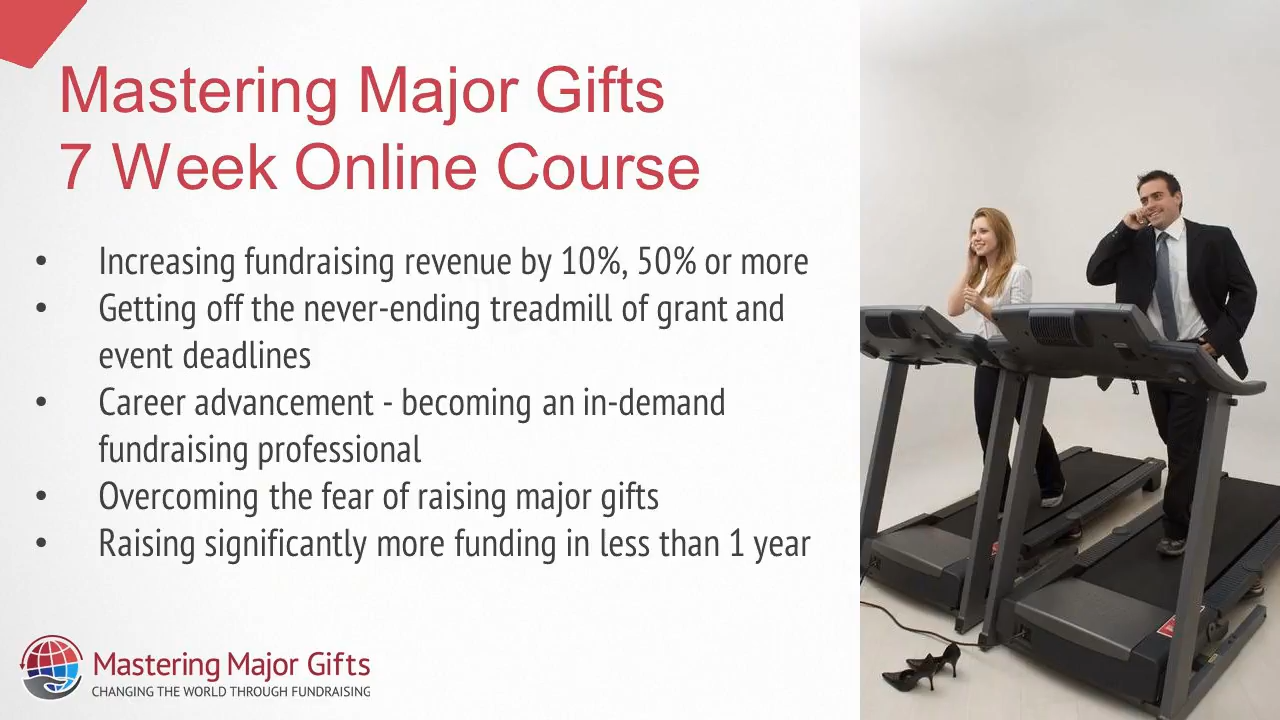 Mastering Major Gifts
7 Week Online Course
• Increasing fundraising revenue by 10%, 50% or more
• Getting off the never-ending treadmill of grant and
event deadlines
• Career advancement - becoming an in-demand
fundraising professional
• Overcoming the fear of raising major gifts
• Raising significantly more funding in less than 1 year
Mastering Major Gifts
CHANGING THE WORLD THROUGH FUNDRAISING